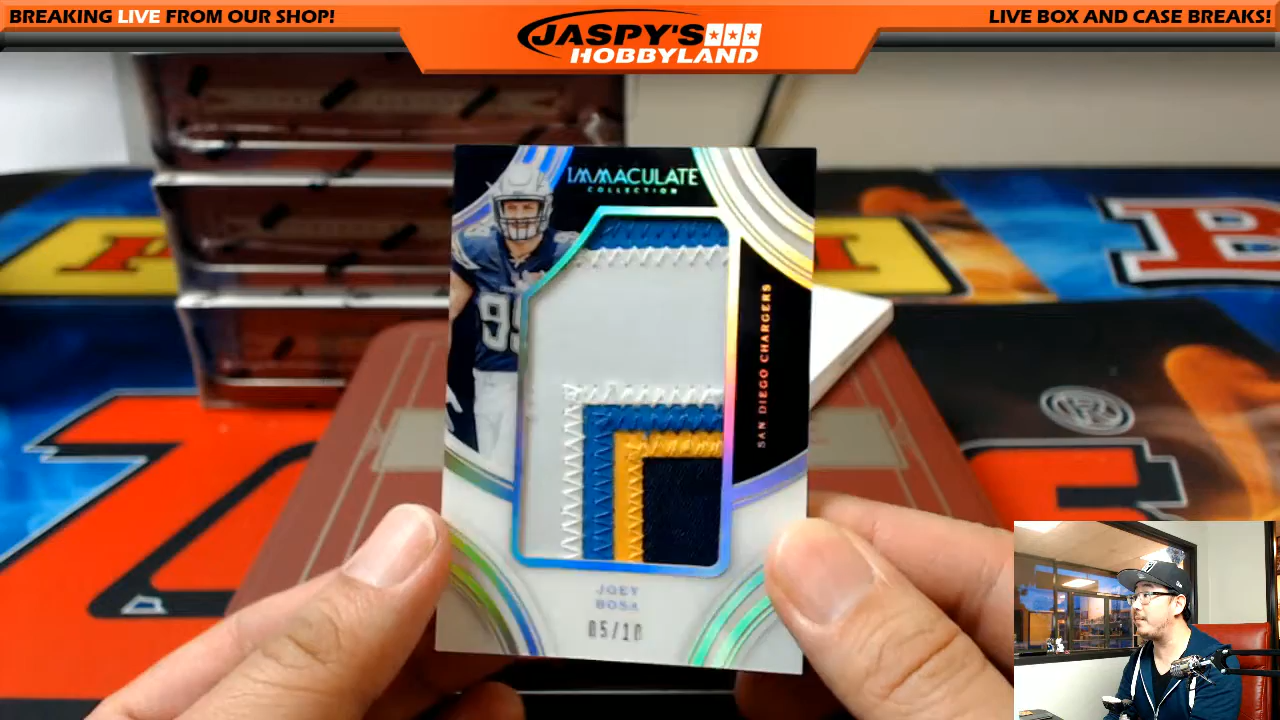 BREAKING LIVE FROM OUR SHOP!
JASPY'S
HOBBYLAND
LIVE BOX AND CASE BREAKS!
IMMACULATE
COLLECTION
99
SAN DIEGO CHARGERS
JOEY
BOSA
05/10